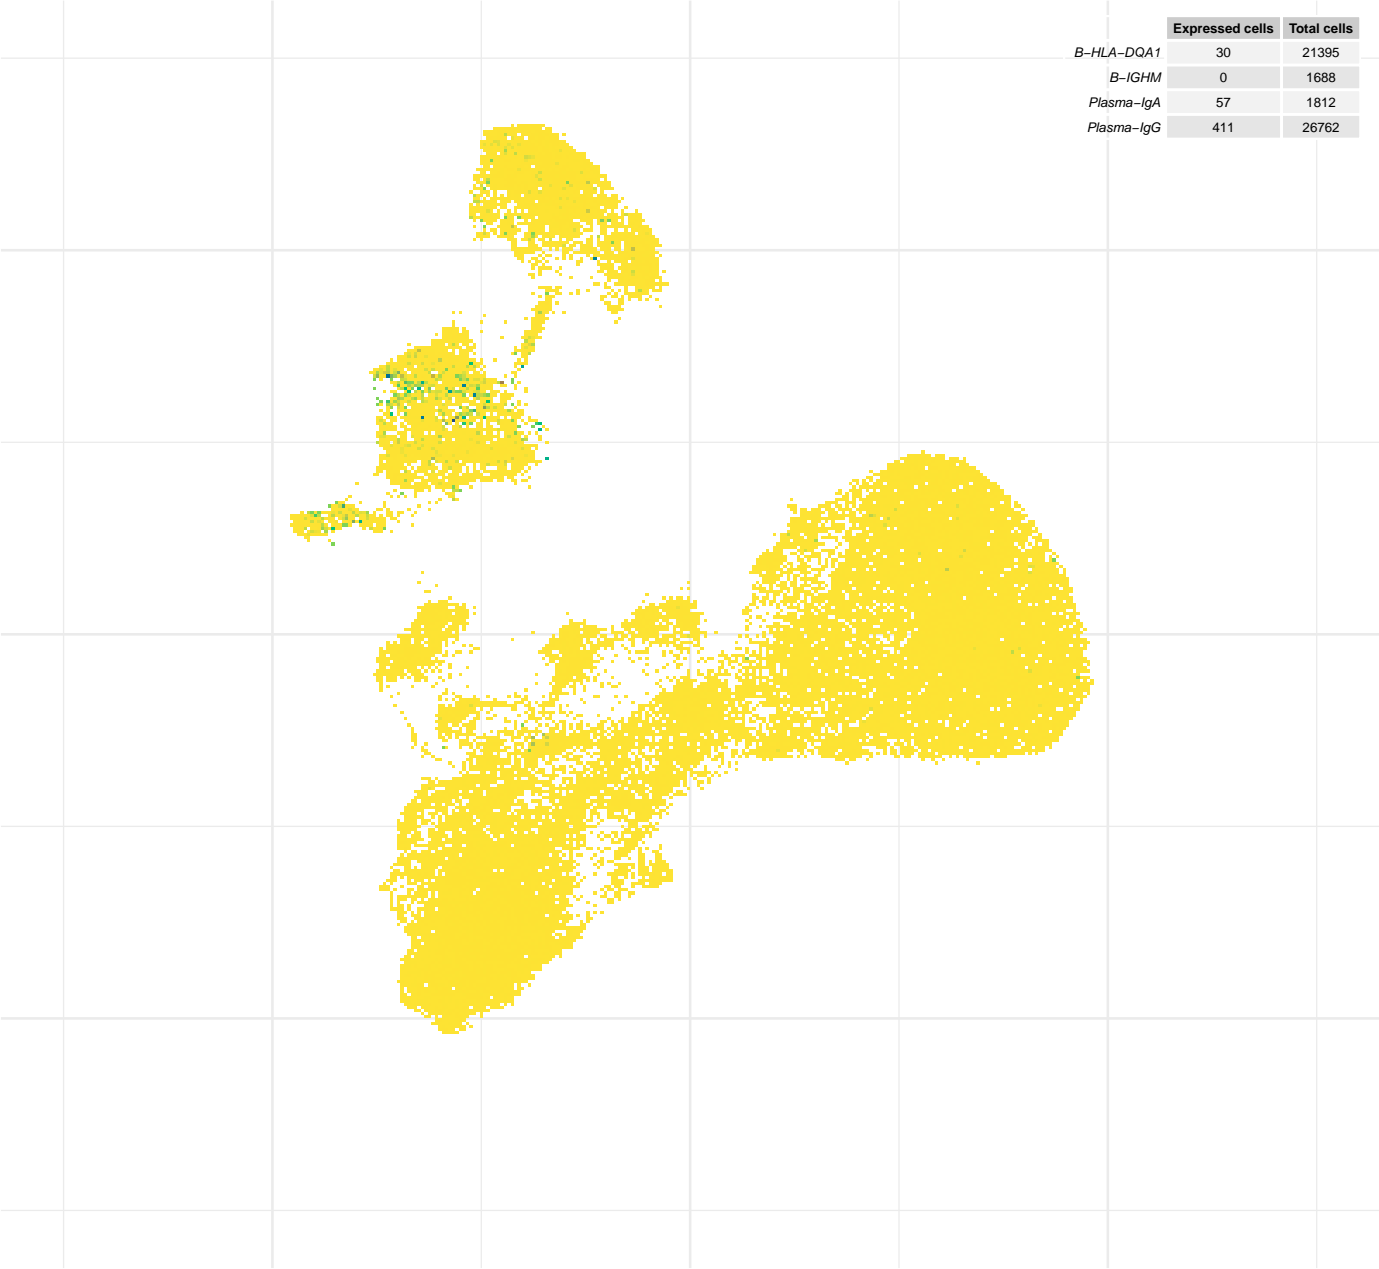 Expressed cells Total cells
B−HLA−DQA1 30 21395
B−IGHM 0 1688
Plasma−IgA 57 1812
Plasma−IgG 411 26762